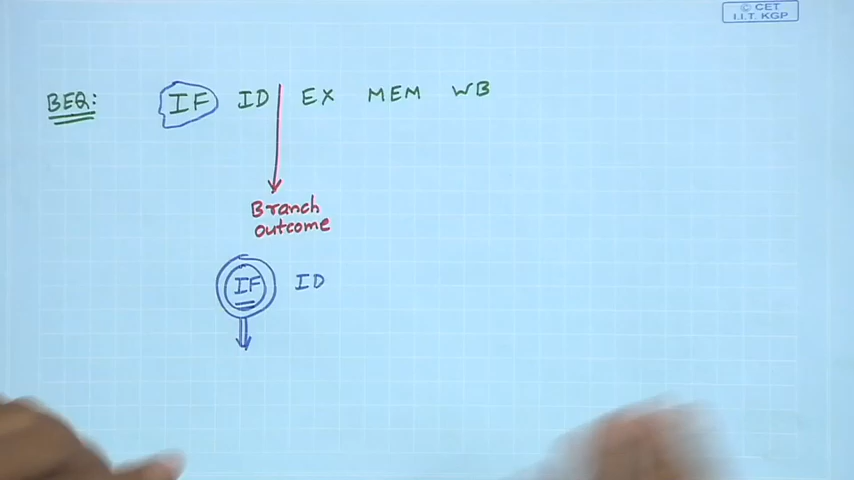 © CET
I.I.T. KGP
BEQ: IF ID EX MEM WB
Branch
outcome
IF ID